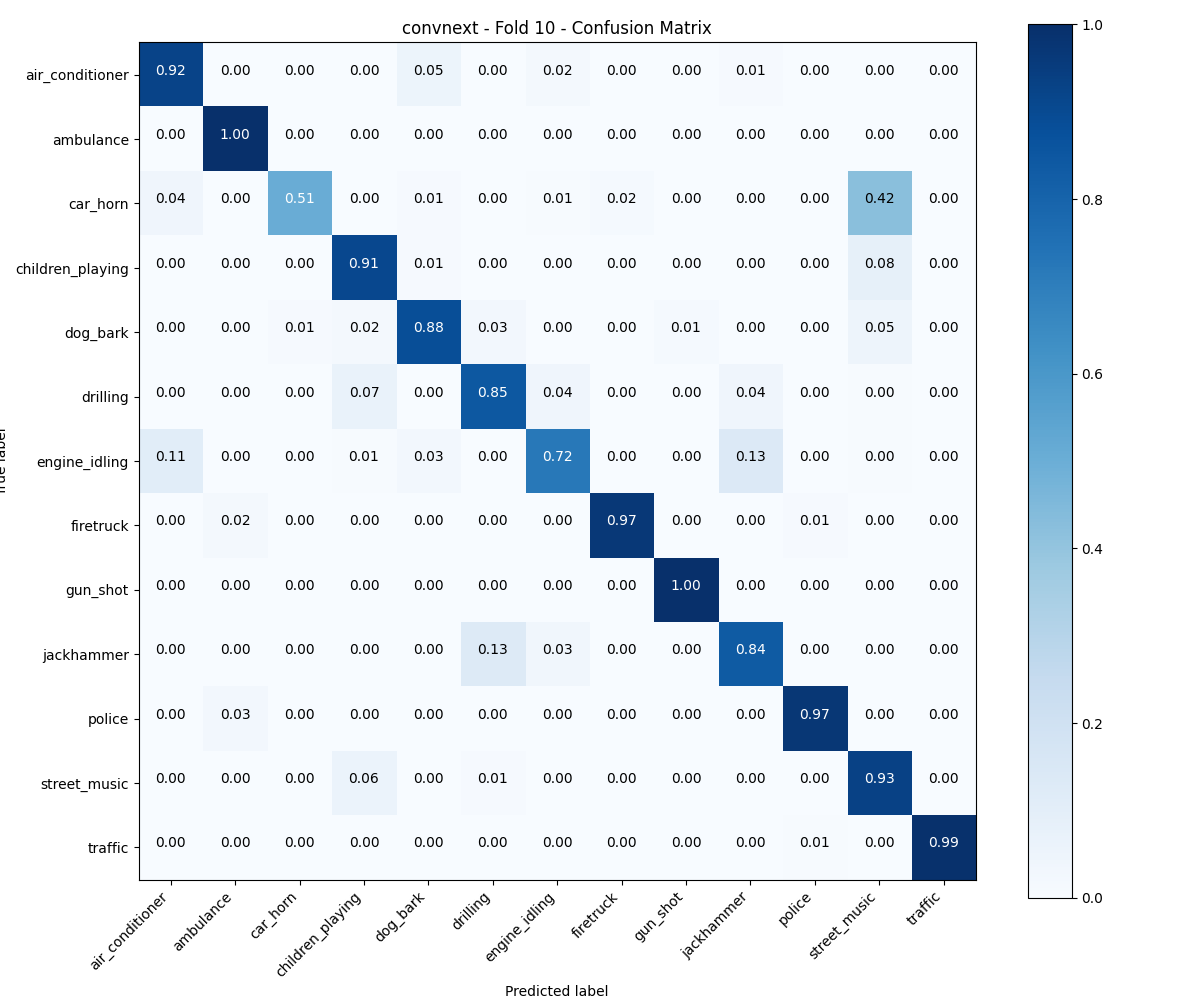 convnext - Fold 10 - Confusion Matrix
air_conditioner 0.92 0.00 0.00 0.00 0.05 0.00 0.02 0.00 0.00 0.01 0.00 0.00 0.00
ambulance 0.00 1.00 0.00 0.00 0.00 0.00 0.00 0.00 0.00 0.00 0.00 0.00 0.00
car_horn 0.04 0.00 0.51 0.00 0.01 0.00 0.01 0.02 0.00 0.00 0.00 0.42 0.00
children_playing 0.00 0.00 0.00 0.91 0.01 0.00 0.00 0.00 0.00 0.00 0.00 0.08 0.00
dog_bark 0.00 0.00 0.01 0.02 0.88 0.03 0.00 0.00 0.01 0.00 0.00 0.05 0.00
drilling 0.00 0.00 0.00 0.07 0.00 0.85 0.04 0.00 0.00 0.04 0.00 0.00 0.00
engine_idling 0.11 0.00 0.00 0.01 0.03 0.00 0.72 0.00 0.00 0.13 0.00 0.00 0.00
firetruck 0.00 0.02 0.00 0.00 0.00 0.00 0.00 0.97 0.00 0.00 0.01 0.00 0.00
gun_shot 0.00 0.00 0.00 0.00 0.00 0.00 0.00 0.00 1.00 0.00 0.00 0.00 0.00
jackhammer 0.00 0.00 0.00 0.00 0.00 0.13 0.03 0.00 0.00 0.84 0.00 0.00 0.00
police 0.00 0.03 0.00 0.00 0.00 0.00 0.00 0.00 0.00 0.00 0.97 0.00 0.00
street_music 0.00 0.00 0.00 0.06 0.00 0.01 0.00 0.00 0.00 0.00 0.00 0.93 0.00
traffic 0.00 0.00 0.00 0.00 0.00 0.00 0.00 0.00 0.00 0.00 0.01 0.00 0.99
air_conditioner
ambulance
car_horn
children_playing
dog_bark
drilling
engine_idling
firetruck
gun_shot
jackhammer
police
street_music
traffic
Predicted label
1.0
0.8
0.6
0.4
0.2
0.0